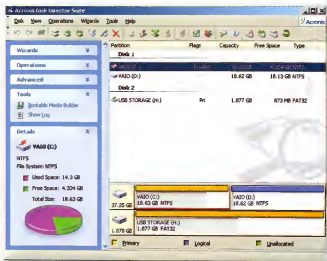 Acronis Disk Director Suite
Disk View Operations Wizards Tools Help
Acronis
Wizards
Operations
Advanced
Tools
Bootable Media Builder
Show Log
Details
VAIO (C:)
NTFS
File System: NTFS
Used Space: 14.3 GB
Free Space: 4.334 GB
Total Size: 18.63 GB
Partition Flags Capacity Free Space Type
Disk 1
VAIO (D:) 18.62 GB 18.13 GB NTFS
Disk 2
USB STORAGE (H:) Pri 1.877 GB 873 MB FAT32
37.25 GB
VAIO (C:)
18.63 GB NTFS
VAIO (D:)
18.62 GB NTFS
1.878 GB
USB STORAGE (H:)
1.877 GB FAT32
Primary Logical Unallocated